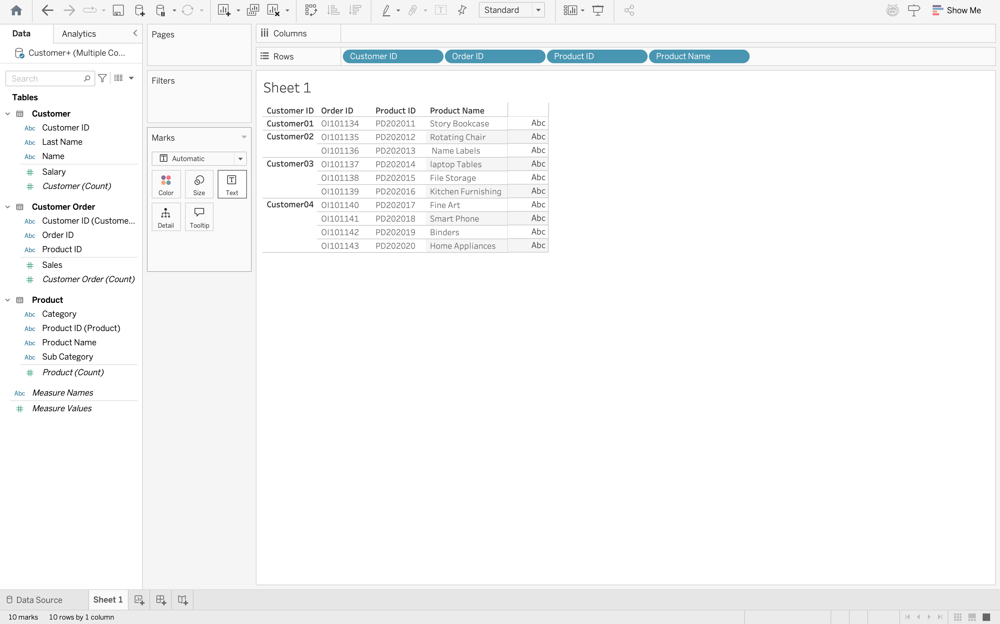 Standard
Show Me
Data
Analytics
Customer+ (Multiple Co...
Search
Tables
Customer
Abc Customer ID
Abc Last Name
Abc Name
Salary
Customer (Count)
Customer Order
Abc Customer ID (Custome...
Abc Order ID
Abc Product ID
Sales
Customer Order (Count)
Product
Abc Category
Abc Product ID (Product)
Abc Product Name
Abc Sub Category
Product (Count)
Abc Measure Names
Measure Values
Pages
Filters
Marks
T Automatic
Color Size Text
Detail Tooltip
Columns
Rows Customer ID Order ID Product ID Product Name
Sheet 1
Customer ID Order ID Product ID Product Name
Customer01 OI101134 PD202011 Story Bookcase Abc
Customer02 OI101135 PD202012 Rotating Chair Abc
OI101136 PD202013 Name Labels Abc
Customer03 OI101137 PD202014 laptop Tables Abc
OI101138 PD202015 File Storage Abc
OI101139 PD202016 Kitchen Furnishing Abc
Customer04 OI101140 PD202017 Fine Art Abc
OI101141 PD202018 Smart Phone Abc
OI101142 PD202019 Binders Abc
OI101143 PD202020 Home Appliances Abc
Data Source Sheet 1
10 marks 10 rows by 1 column